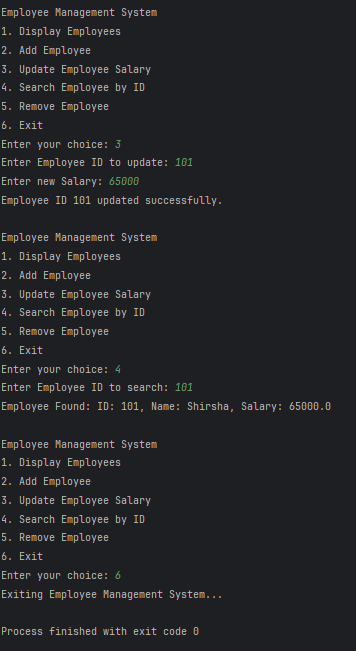 Employee Management System
1. Display Employees
2. Add Employee
3. Update Employee Salary
4. Search Employee by ID
5. Remove Employee
6. Exit
Enter your choice: 3
Enter Employee ID to update: 101
Enter new Salary: 65000
Employee ID 101 updated successfully.

Employee Management System
1. Display Employees
2. Add Employee
3. Update Employee Salary
4. Search Employee by ID
5. Remove Employee
6. Exit
Enter your choice: 4
Enter Employee ID to search: 101
Employee Found: ID: 101, Name: Shirsha, Salary: 65000.0

Employee Management System
1. Display Employees
2. Add Employee
3. Update Employee Salary
4. Search Employee by ID
5. Remove Employee
6. Exit
Enter your choice: 6
Exiting Employee Management System...

Process finished with exit code 0